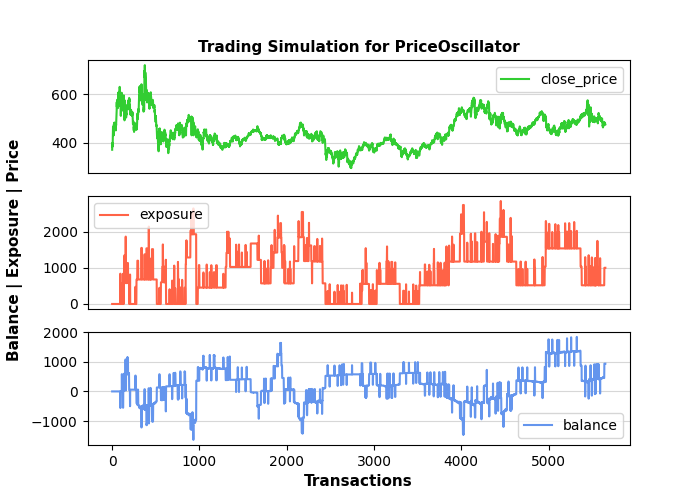 Trading Simulation for PriceOscillator
close_price
600
400
exposure
2000
1000
0
balance
2000
1000
0
−1000
0
1000
2000
3000
4000
5000
Transactions
Balance | Exposure | Price